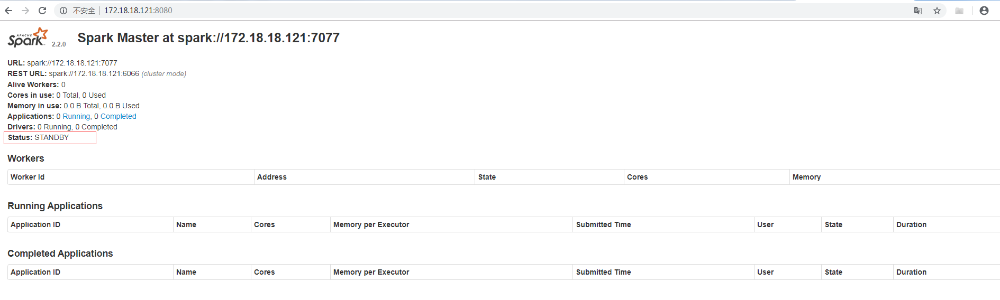 不安全 172.18.18.121:8080
APACHE
Spark 2.2.0 Spark Master at spark://172.18.18.121:7077
URL: spark://172.18.18.121:7077
REST URL: spark://172.18.18.121:6066 (cluster mode)
Alive Workers: 0
Cores in use: 0 Total, 0 Used
Memory in use: 0.0 B Total, 0.0 B Used
Applications: 0 Running, 0 Completed
Drivers: 0 Running, 0 Completed
Status: STANDBY
Workers
Worker Id Address State Cores Memory
Running Applications
Application ID Name Cores Memory per Executor Submitted Time User State Duration
Completed Applications
Application ID Name Cores Memory per Executor Submitted Time User State Duration